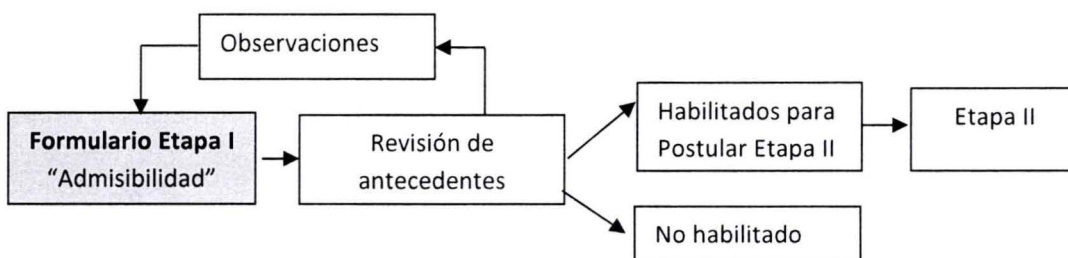 Observaciones
Formulario Etapa I
“Admisibilidad”
Revisión de
antecedentes
Habilitados para
Postular Etapa II
Etapa II
No habilitado